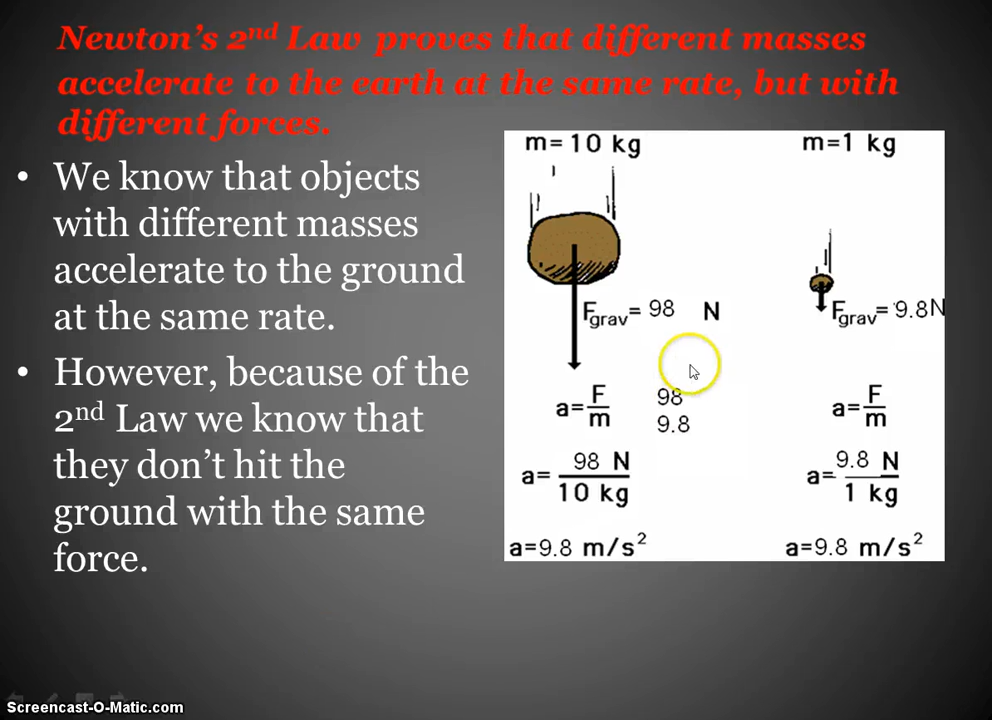 Newton's 2nd Law proves that different masses
accelerate to the earth at the same rate, but with
different forces.
• We know that objects
with different masses
accelerate to the ground
at the same rate.
• However, because of the
2nd Law we know that
they don't hit the
ground with the same
force.
m= 10 kg
F grav = 98 N
a= F/m
98
9.8
a= 98 N / 10 kg
a=9.8 m/s²
m=1 kg
F grav = 9.8N
a= F/m
a= 9.8 N / 1 kg
a=9.8 m/s²
Screencast-O-Matic.com